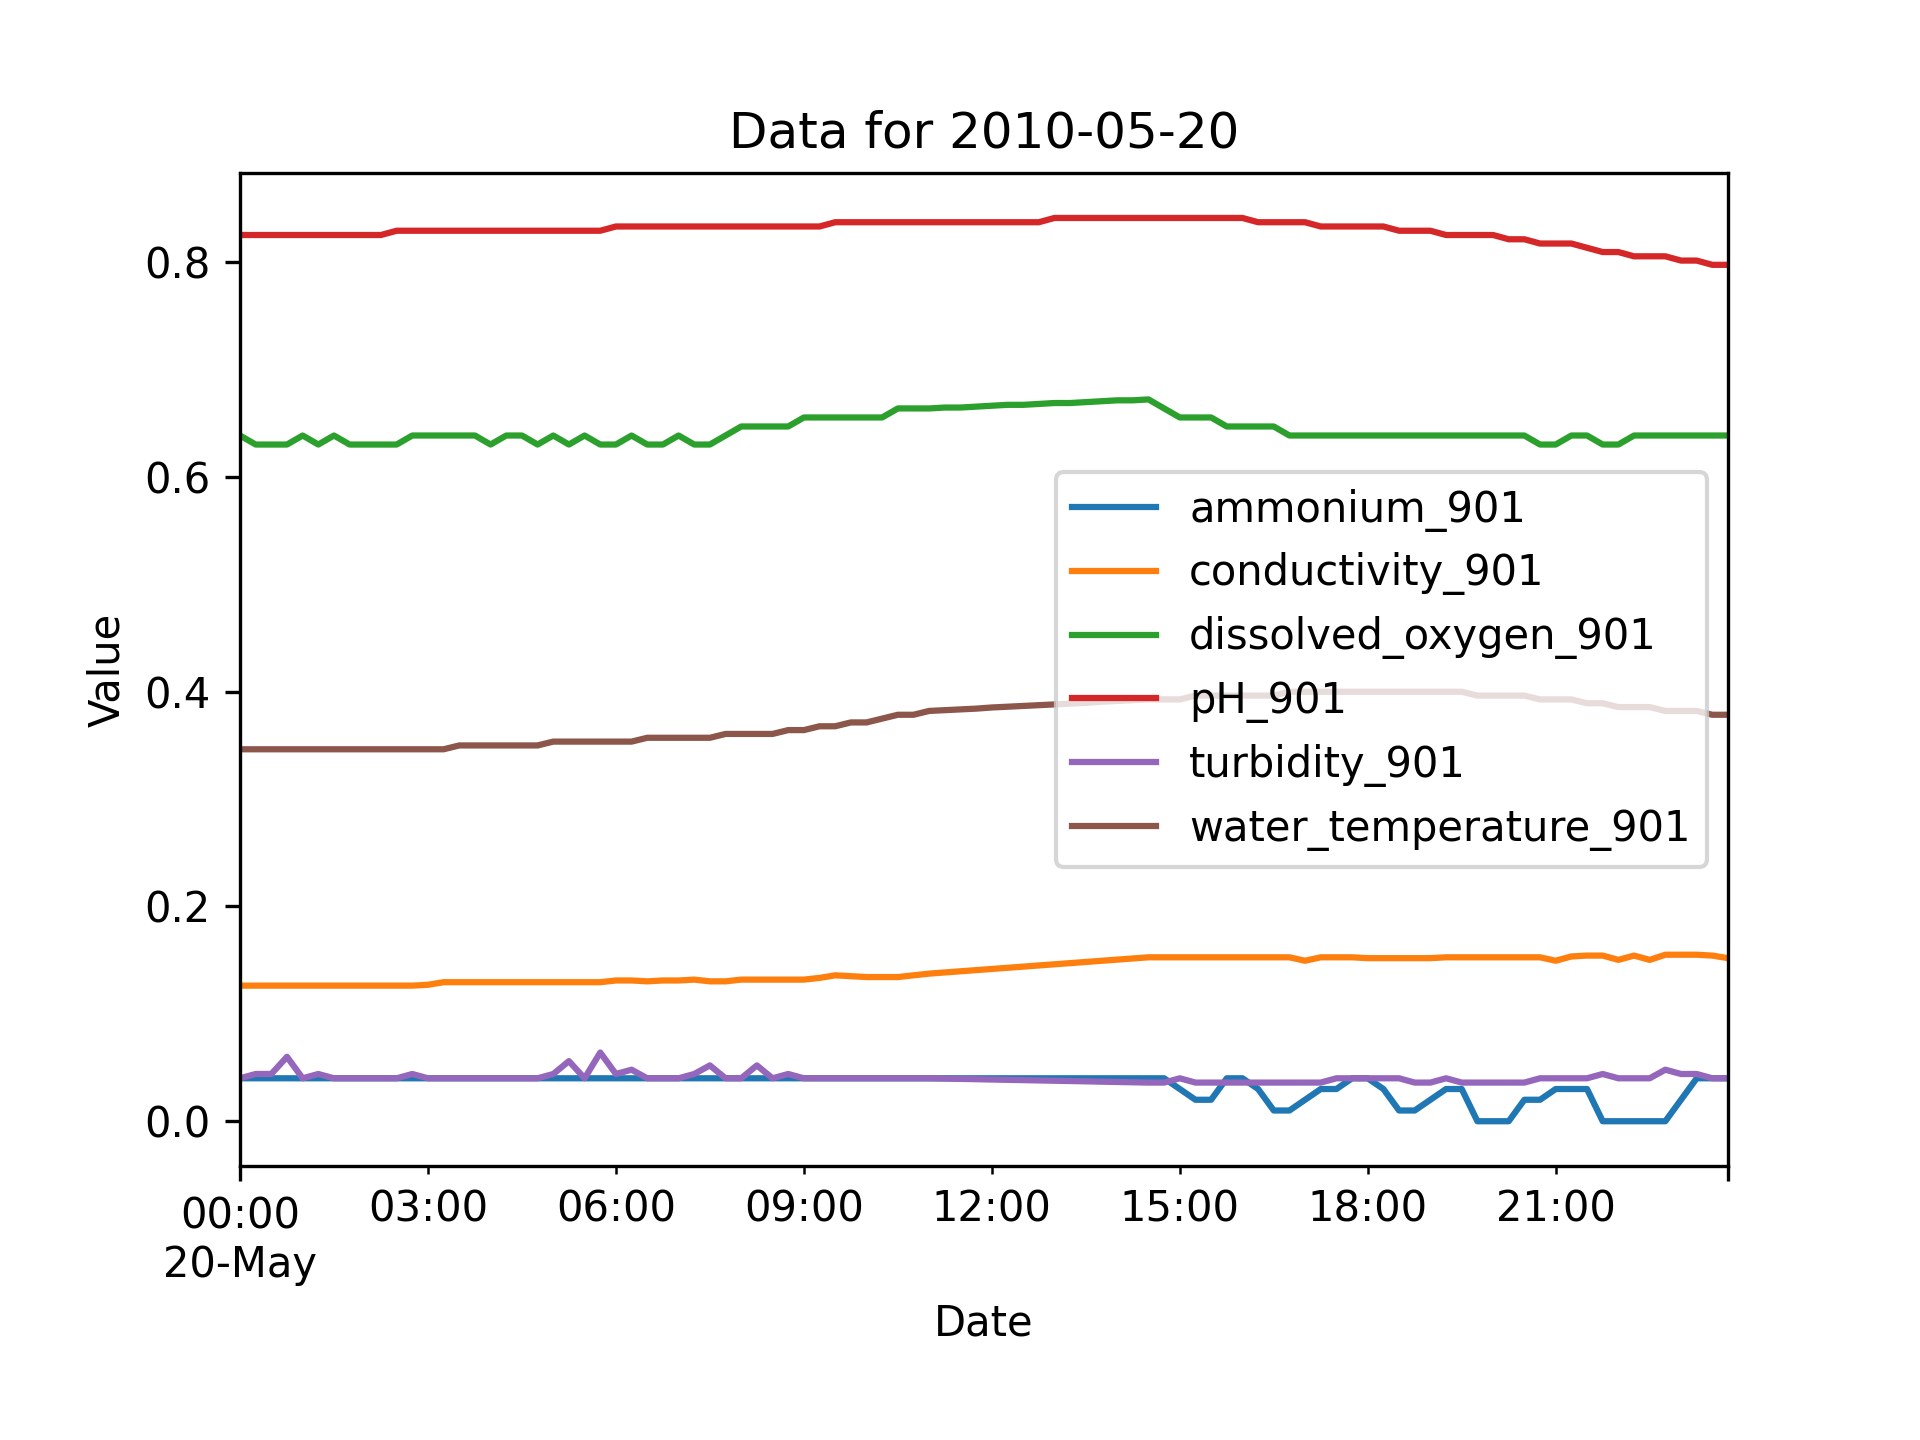 Data for 2010-05-20
Value
0.8
0.6
0.4
0.2
0.0
ammonium_901
conductivity_901
dissolved_oxygen_901
pH_901
turbidity_901
water_temperature_901
00:00 03:00 06:00 09:00 12:00 15:00 18:00 21:00
20-May
Date